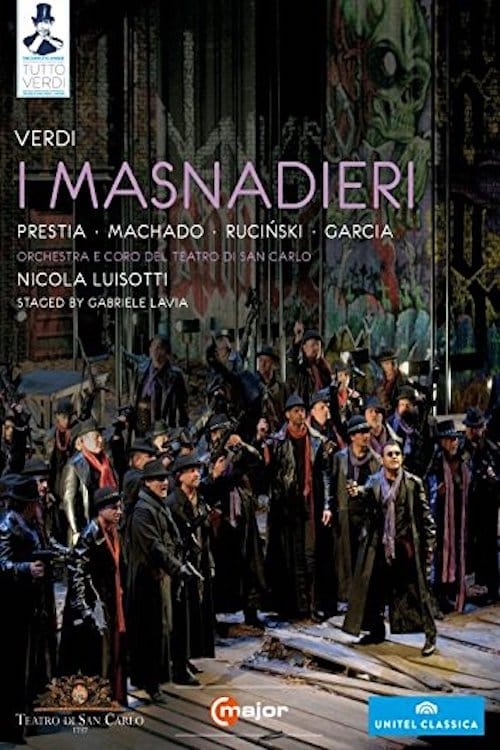 TUTTO
VERDI
VERDI
I MASNADIERI
PRESTIA · MACHADO · RUCIŃSKI · GARCIA
ORCHESTRA E CORO DEL TEATRO DI SAN CARLO
NICOLA LUISOTTI
STAGED BY GABRIELE LAVIA
TEATRO DI SAN CARLO
1737
C major
UNITEL CLASSICA